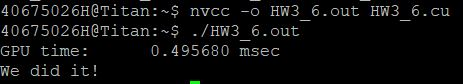 40675026H@Titan:~$ nvcc -o HW3_6.out HW3_6.cu
40675026H@Titan:~$ ./HW3_6.out
GPU time:      0.495680 msec
We did it!